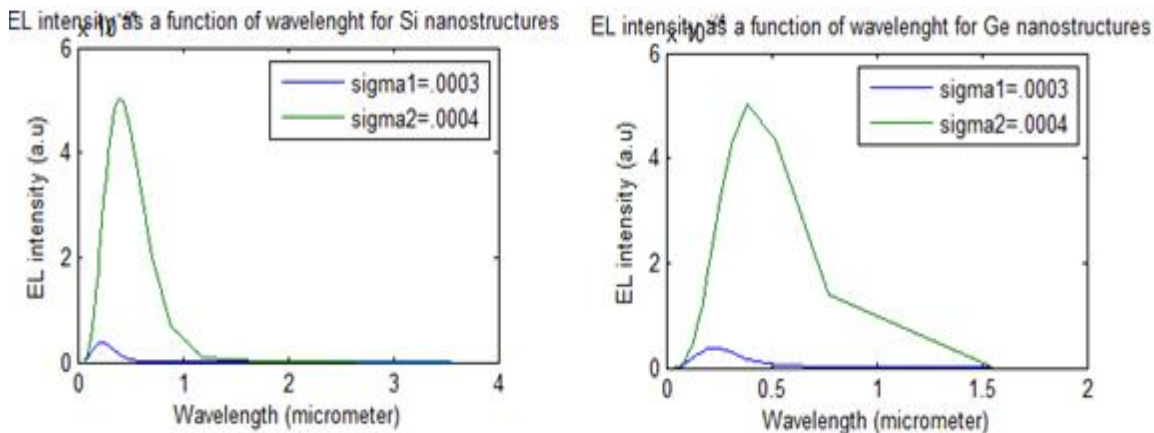 EL intensity as a function of wavelenght for Si nanostructures
x 10
6
4
2
0
EL intensity (a.u)
sigma1=.0003
sigma2=.0004
0 1 2 3 4
Wavelength (micrometer)
EL intensity as a function of wavelenght for Ge nanostructures
x 10
6
4
2
0
EL intensity (a.u)
sigma1=.0003
sigma2=.0004
0 0.5 1 1.5 2
Wavelength (micrometer)